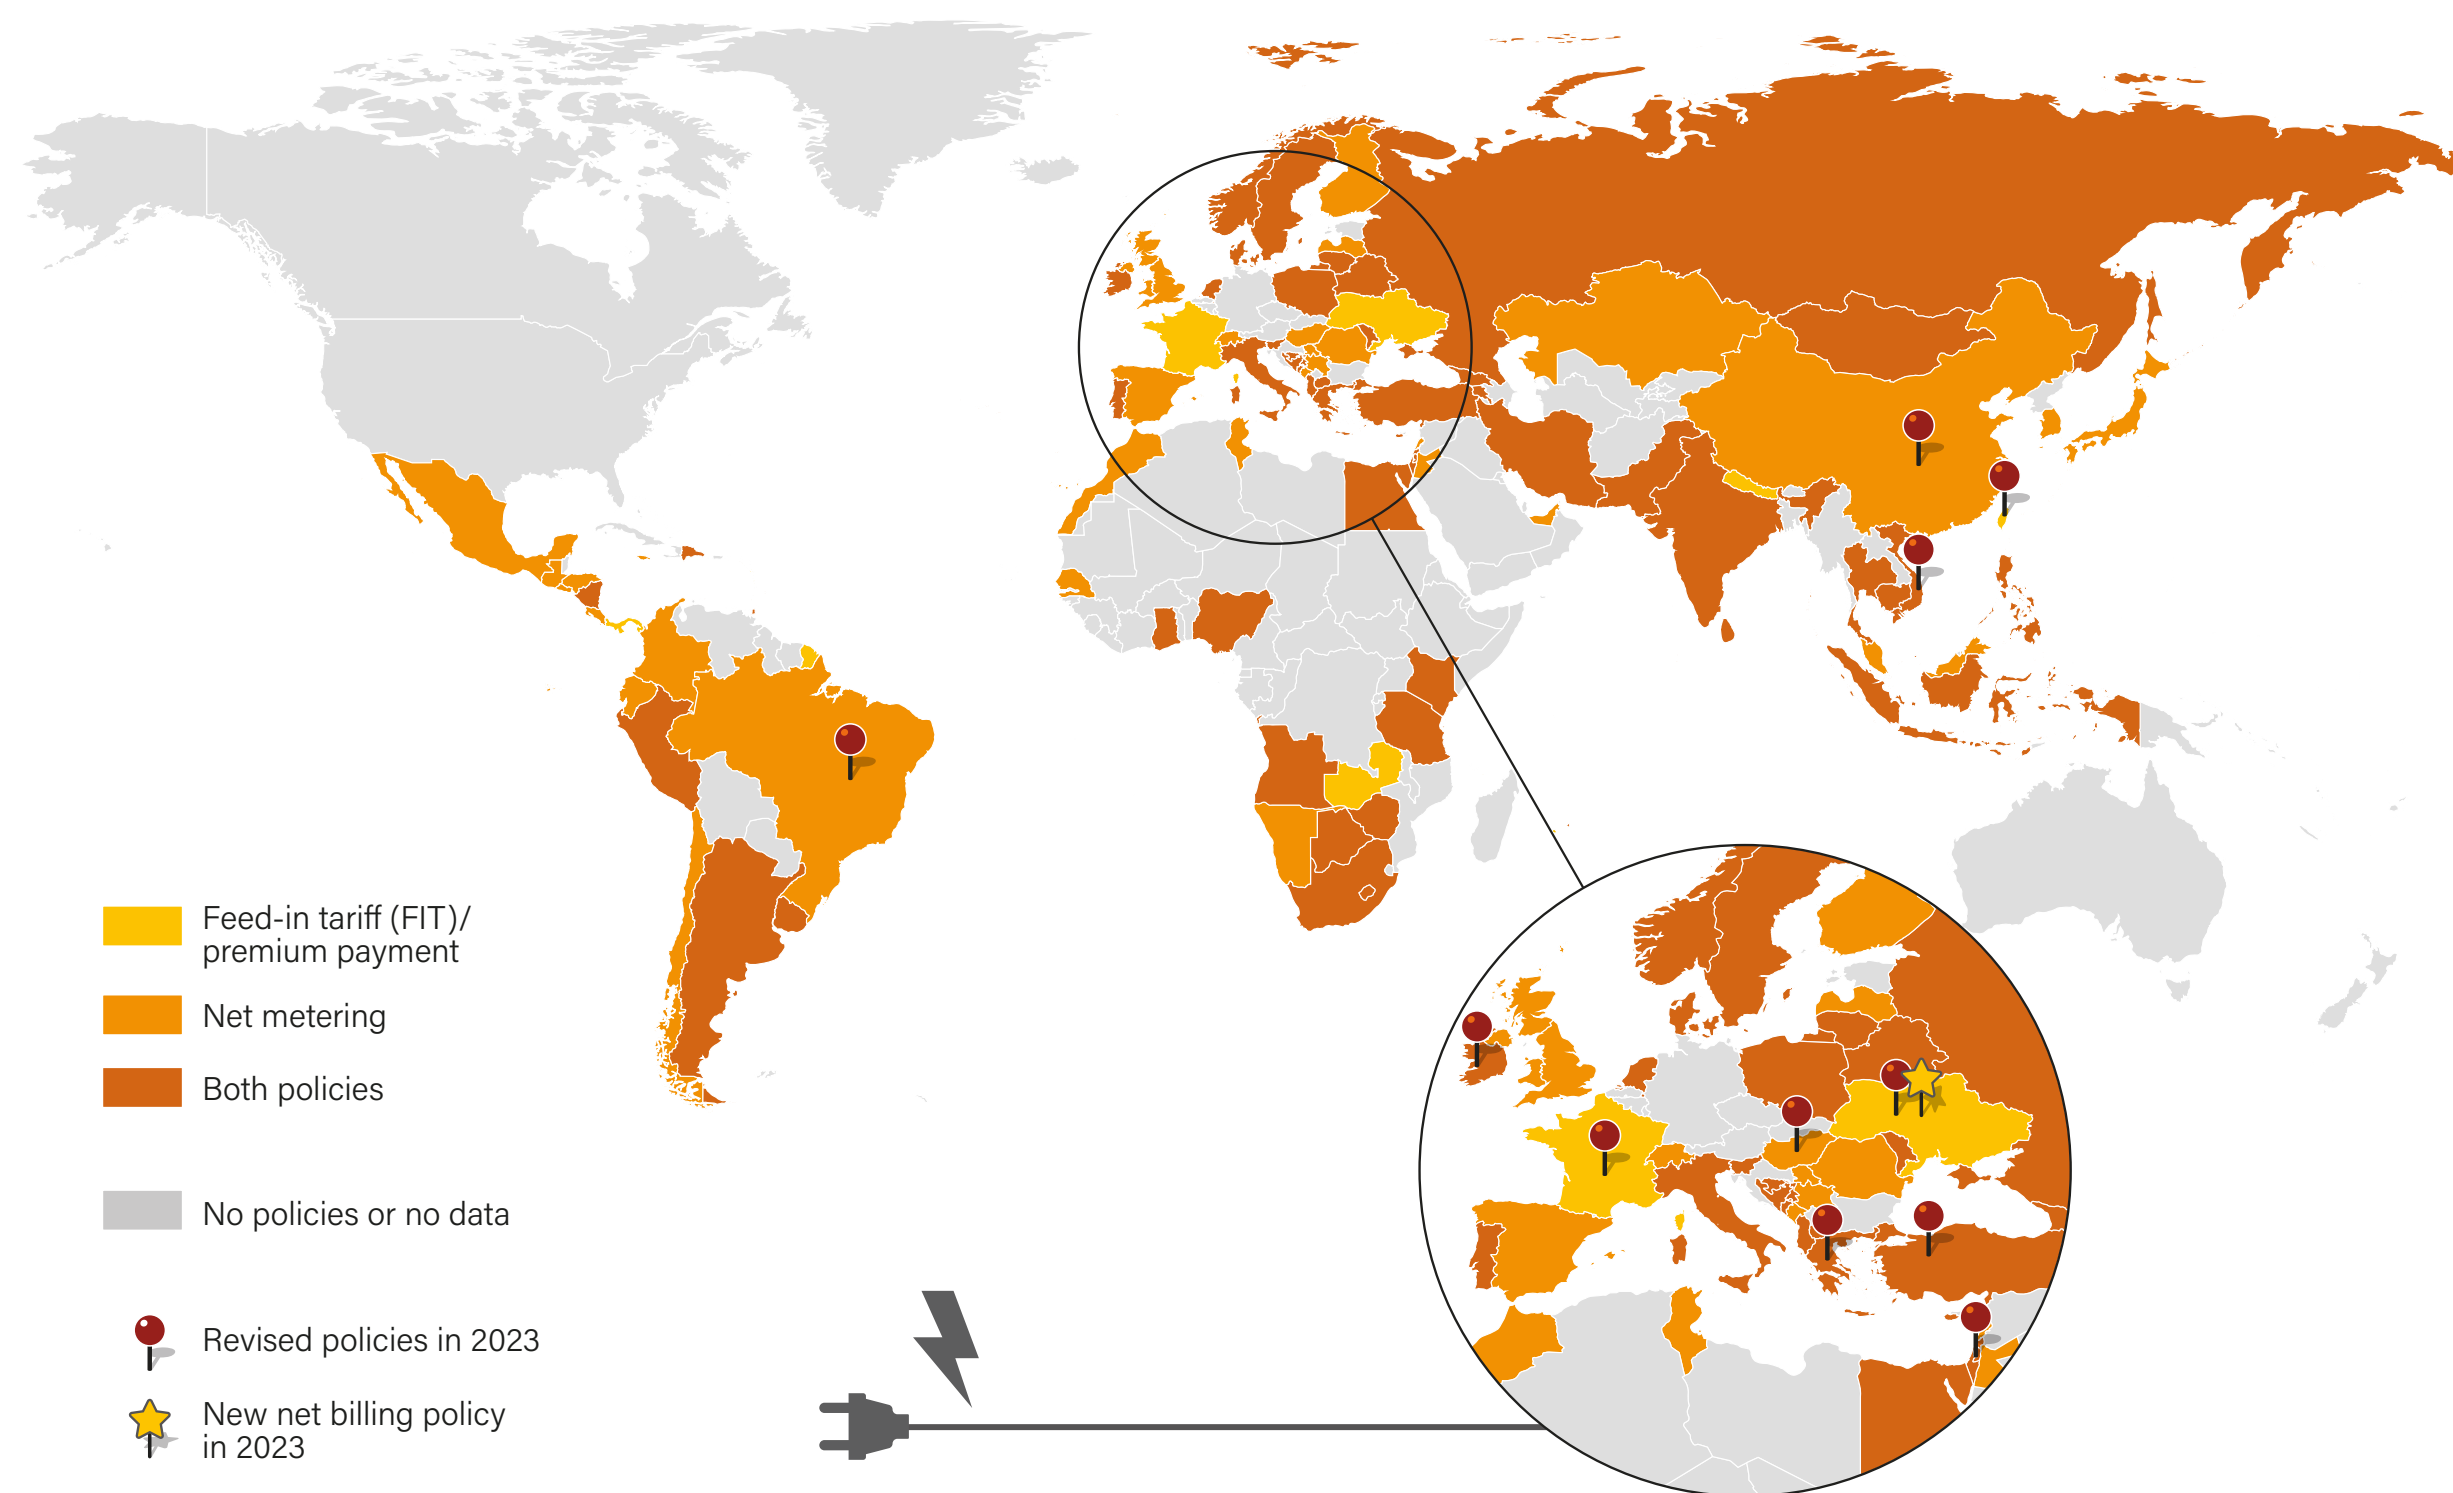 Feed-in tariff (FIT)/
premium payment
Net metering
Both policies
No policies or no data
Revised policies in 2023
New net billing policy
in 2023